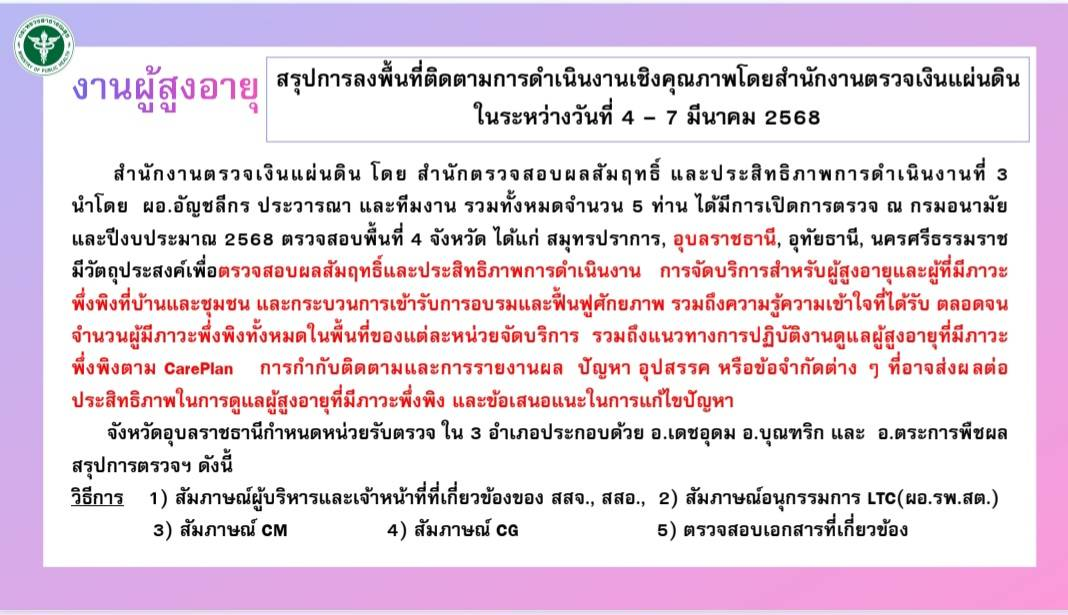 กระทรวงสาธารณสุข
MINISTRY OF PUBLIC HEALTH
งานผู้สูงอายุ
สรุปการลงพื้นที่ติดตามการดำเนินงานเชิงคุณภาพโดยสำนักงานตรวจเงินแผ่นดิน
ในระหว่างวันที่ 4 – 7 มีนาคม 2568
สำนักงานตรวจเงินแผ่นดิน โดย สำนักตรวจสอบผลสัมฤทธิ์ และประสิทธิภาพการดำเนินงานที่ 3
นำโดย ผอ.อัญชลีกร ประวารณา และทีมงาน รวมทั้งหมดจำนวน 5 ท่าน ได้มีการเปิดการตรวจ ณ กรมอนามัย
และปีงบประมาณ 2568 ตรวจสอบพื้นที่ 4 จังหวัด ได้แก่ สมุทรปราการ, อุบลราชธานี, อุทัยธานี, นครศรีธรรมราช
มีวัตถุประสงค์เพื่อตรวจสอบผลสัมฤทธิ์และประสิทธิภาพการดำเนินงาน การจัดบริการสำหรับผู้สูงอายุและผู้ที่มีภาวะ
พึ่งพิงที่บ้านและชุมชน และกระบวนการเข้ารับการอบรมและฟื้นฟูศักยภาพ รวมถึงความรู้ความเข้าใจที่ได้รับ ตลอดจน
จำนวนผู้มีภาวะพึ่งพิงทั้งหมดในพื้นที่ของแต่ละหน่วยจัดบริการ รวมถึงแนวทางการปฏิบัติงานดูแลผู้สูงอายุที่มีภาวะ
พึ่งพิงตาม CarePlan การกำกับติดตามและการรายงานผล ปัญหา อุปสรรค หรือข้อจำกัดต่าง ๆ ที่อาจส่งผลต่อ
ประสิทธิภาพในการดูแลผู้สูงอายุที่มีภาวะพึ่งพิง และข้อเสนอแนะในการแก้ไขปัญหา
จังหวัดอุบลราชธานีกำหนดหน่วยรับตรวจ ใน 3 อำเภอประกอบด้วย อ.เดชอุดม อ.บุณฑริก และ อ.ตระการพืชผล
สรุปการตรวจฯ ดังนี้
วิธีการ 1) สัมภาษณ์ผู้บริหารและเจ้าหน้าที่ที่เกี่ยวข้องของ สสจ., สสอ., 2) สัมภาษณ์อนุกรรมการ LTC(ผอ.รพ.สต.)
3) สัมภาษณ์ CM 4) สัมภาษณ์ CG 5) ตรวจสอบเอกสารที่เกี่ยวข้อง